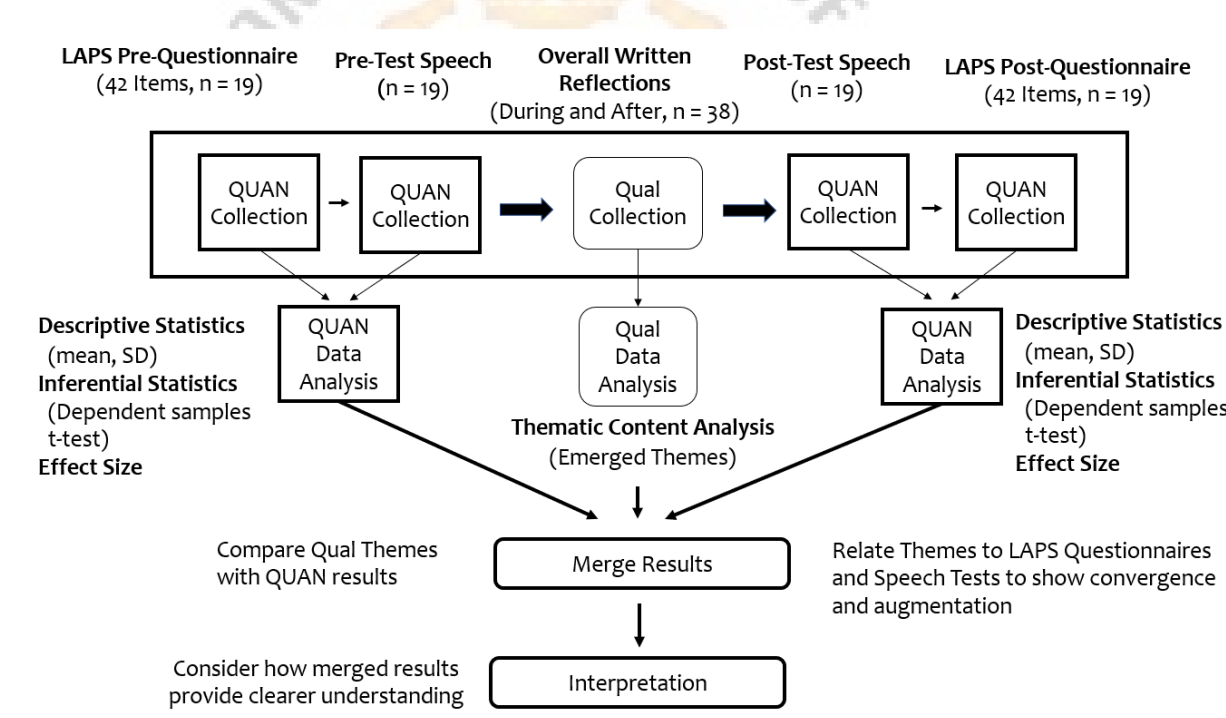 LAPS Pre-Questionnaire
(42 Items, n = 19)
Pre-Test Speech
(n = 19)
Overall Written
Reflections
(During and After, n = 38)
Post-Test Speech
(n = 19)
LAPS Post-Questionnaire
(42 Items, n = 19)
QUAN
Collection
QUAN
Collection
Qual
Collection
QUAN
Collection
QUAN
Collection
Descriptive Statistics
(mean, SD)
Inferential Statistics
(Dependent samples
t-test)
Effect Size
QUAN
Data
Analysis
Qual
Data
Analysis
Thematic Content Analysis
(Emerged Themes)
QUAN
Data
Analysis
Descriptive Statistics
(mean, SD)
Inferential Statistics
(Dependent samples
t-test)
Effect Size
Compare Qual Themes
with QUAN results
Merge Results
Relate Themes to LAPS Questionnaires
and Speech Tests to show convergence
and augmentation
Consider how merged results
provide clearer understanding
Interpretation